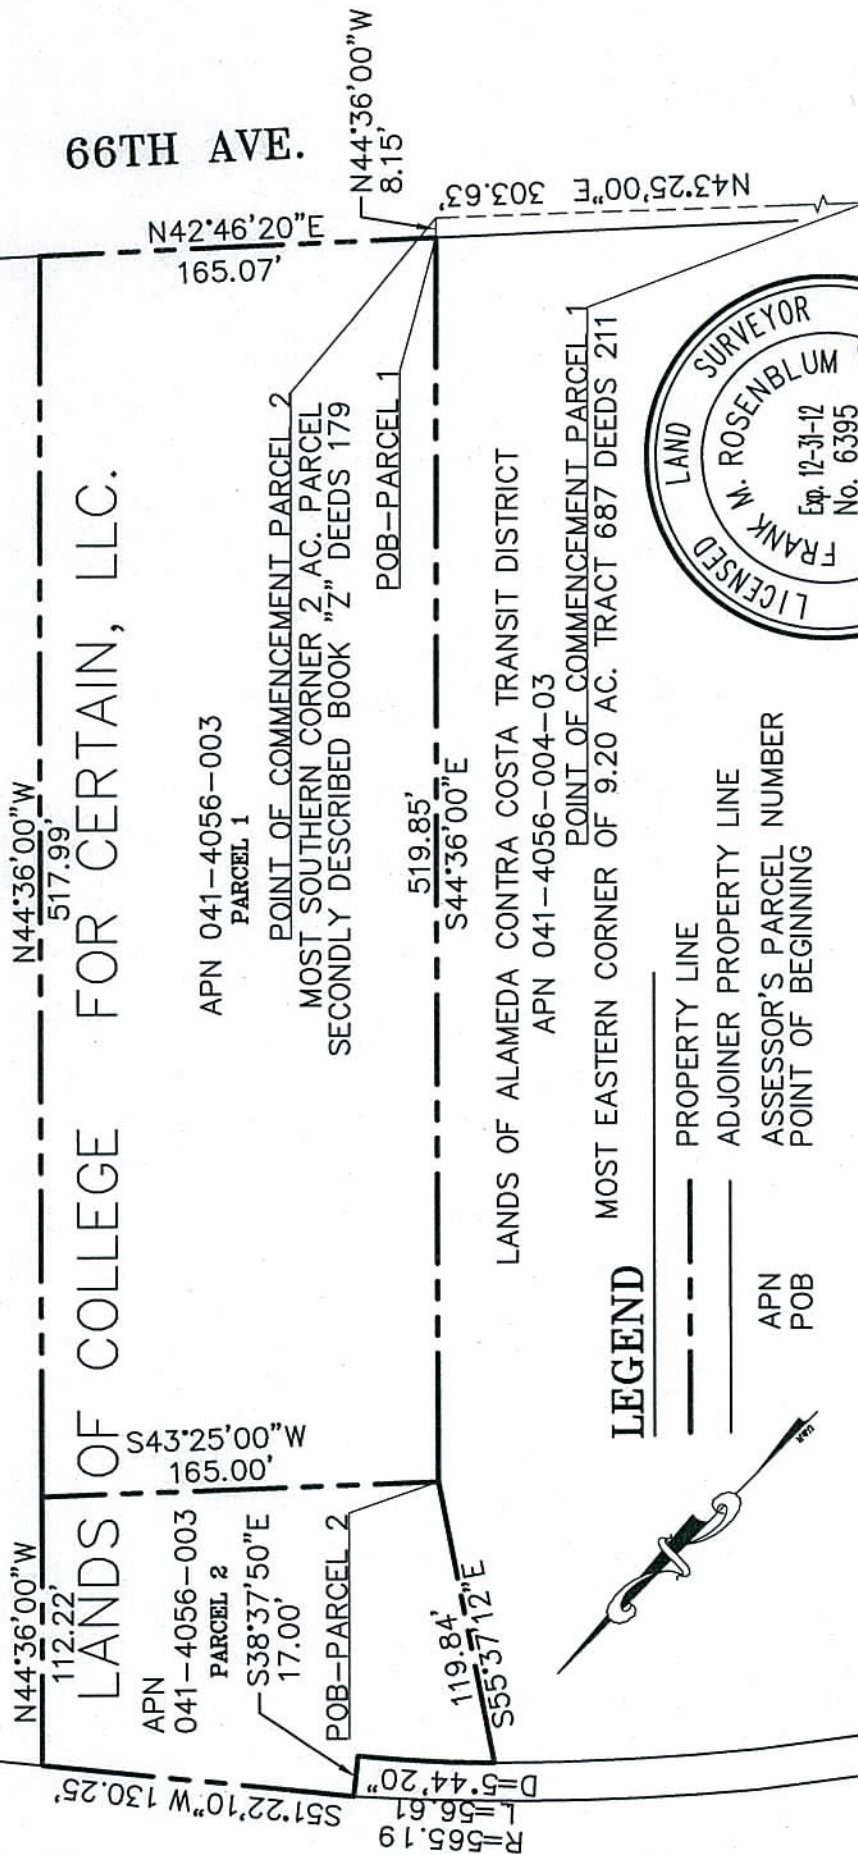 66TH AVE.
N44°36'00"W
8.15'
N43°25'00"E 303.63'
N42°46'20"E
165.07'
N44°36'00"W
517.99'
LANDS OF COLLEGE FOR CERTAIN, LLC.
APN 041-4056-003
PARCEL 1
POINT OF COMMENCEMENT PARCEL 2
MOST SOUTHERN CORNER 2 AC. PARCEL
SECONDLY DESCRIBED BOOK "Z" DEEDS 179
POB-PARCEL 1
519.85'
S44°36'00"E
LANDS OF ALAMEDA CONTRA COSTA TRANSIT DISTRICT
APN 041-4056-004-03
POINT OF COMMENCEMENT PARCEL 1
MOST EASTERN CORNER OF 9.20 AC. TRACT 687 DEEDS 211
N44°36'00"W
112.22'
S43°25'00"W
165.00'
APN
041-4056-003
PARCEL 2
S38°37'50"E
17.00'
POB-PARCEL 2
119.84'
S55°37'12"E
S51°22'10"W 130.25'
R=565.19
L=56.61
D=5°44'20"
LEGEND
PROPERTY LINE
ADJOINER PROPERTY LINE
APN ASSESSOR'S PARCEL NUMBER
POB POINT OF BEGINNING
LICENSED LAND SURVEYOR
FRANK M. ROSENBLUM
Exp. 12-31-12
No. 6395